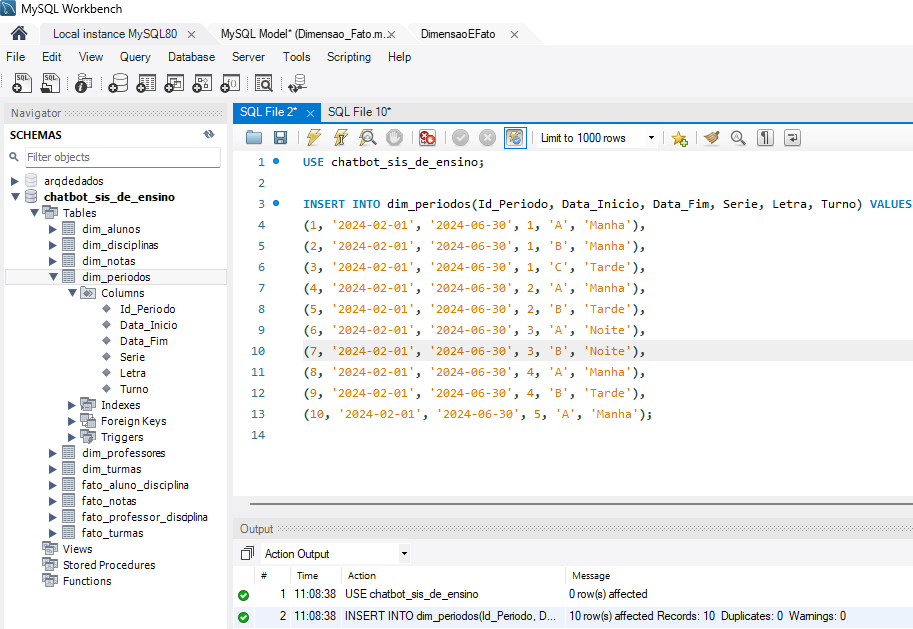 MySQL Workbench
Local instance MySQL80
MySQL Model* (Dimensao_Fato.m...
DimensaoEFato
File Edit View Query Database Server Tools Scripting Help
Navigator
SCHEMAS
Filter objects
arqdedados
chatbot_sis_de_ensino
Tables
dim_alunos
dim_disciplinas
dim_notas
dim_periodos
Columns
Id_Periodo
Data_Inicio
Data_Fim
Serie
Letra
Turno
Indexes
Foreign Keys
Triggers
dim_professores
dim_turmas
fato_aluno_disciplina
fato_notas
fato_professor_disciplina
fato_turmas
Views
Stored Procedures
Functions
SQL File 2* SQL File 10*
Limit to 1000 rows
1 USE chatbot_sis_de_ensino;
2
3 INSERT INTO dim_periodos(Id_Periodo, Data_Inicio, Data_Fim, Serie, Letra, Turno) VALUES
4 (1, '2024-02-01', '2024-06-30', 1, 'A', 'Manha'),
5 (2, '2024-02-01', '2024-06-30', 1, 'B', 'Manha'),
6 (3, '2024-02-01', '2024-06-30', 1, 'C', 'Tarde'),
7 (4, '2024-02-01', '2024-06-30', 2, 'A', 'Manha'),
8 (5, '2024-02-01', '2024-06-30', 2, 'B', 'Tarde'),
9 (6, '2024-02-01', '2024-06-30', 3, 'A', 'Noite'),
10 (7, '2024-02-01', '2024-06-30', 3, 'B', 'Noite'),
11 (8, '2024-02-01', '2024-06-30', 4, 'A', 'Manha'),
12 (9, '2024-02-01', '2024-06-30', 4, 'B', 'Tarde'),
13 (10, '2024-02-01', '2024-06-30', 5, 'A', 'Manha');
14
Output
Action Output
# Time Action Message
1 11:08:38 USE chatbot_sis_de_ensino 0 row(s) affected
2 11:08:38 INSERT INTO dim_periodos(Id_Periodo, D... 10 row(s) affected Records: 10 Duplicates: 0 Warnings: 0